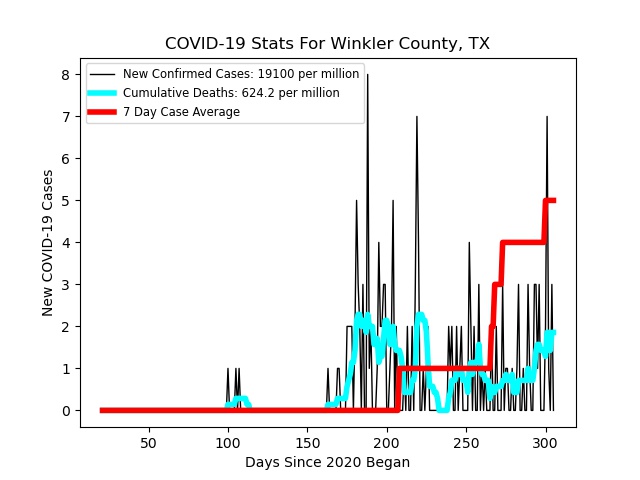 COVID-19 Stats For Winkler County, TX
New Confirmed Cases: 19100 per million
Cumulative Deaths: 624.2 per million
7 Day Case Average
New COVID-19 Cases
8
7
6
5
4
3
2
1
0
50 100 150 200 250 300
Days Since 2020 Began